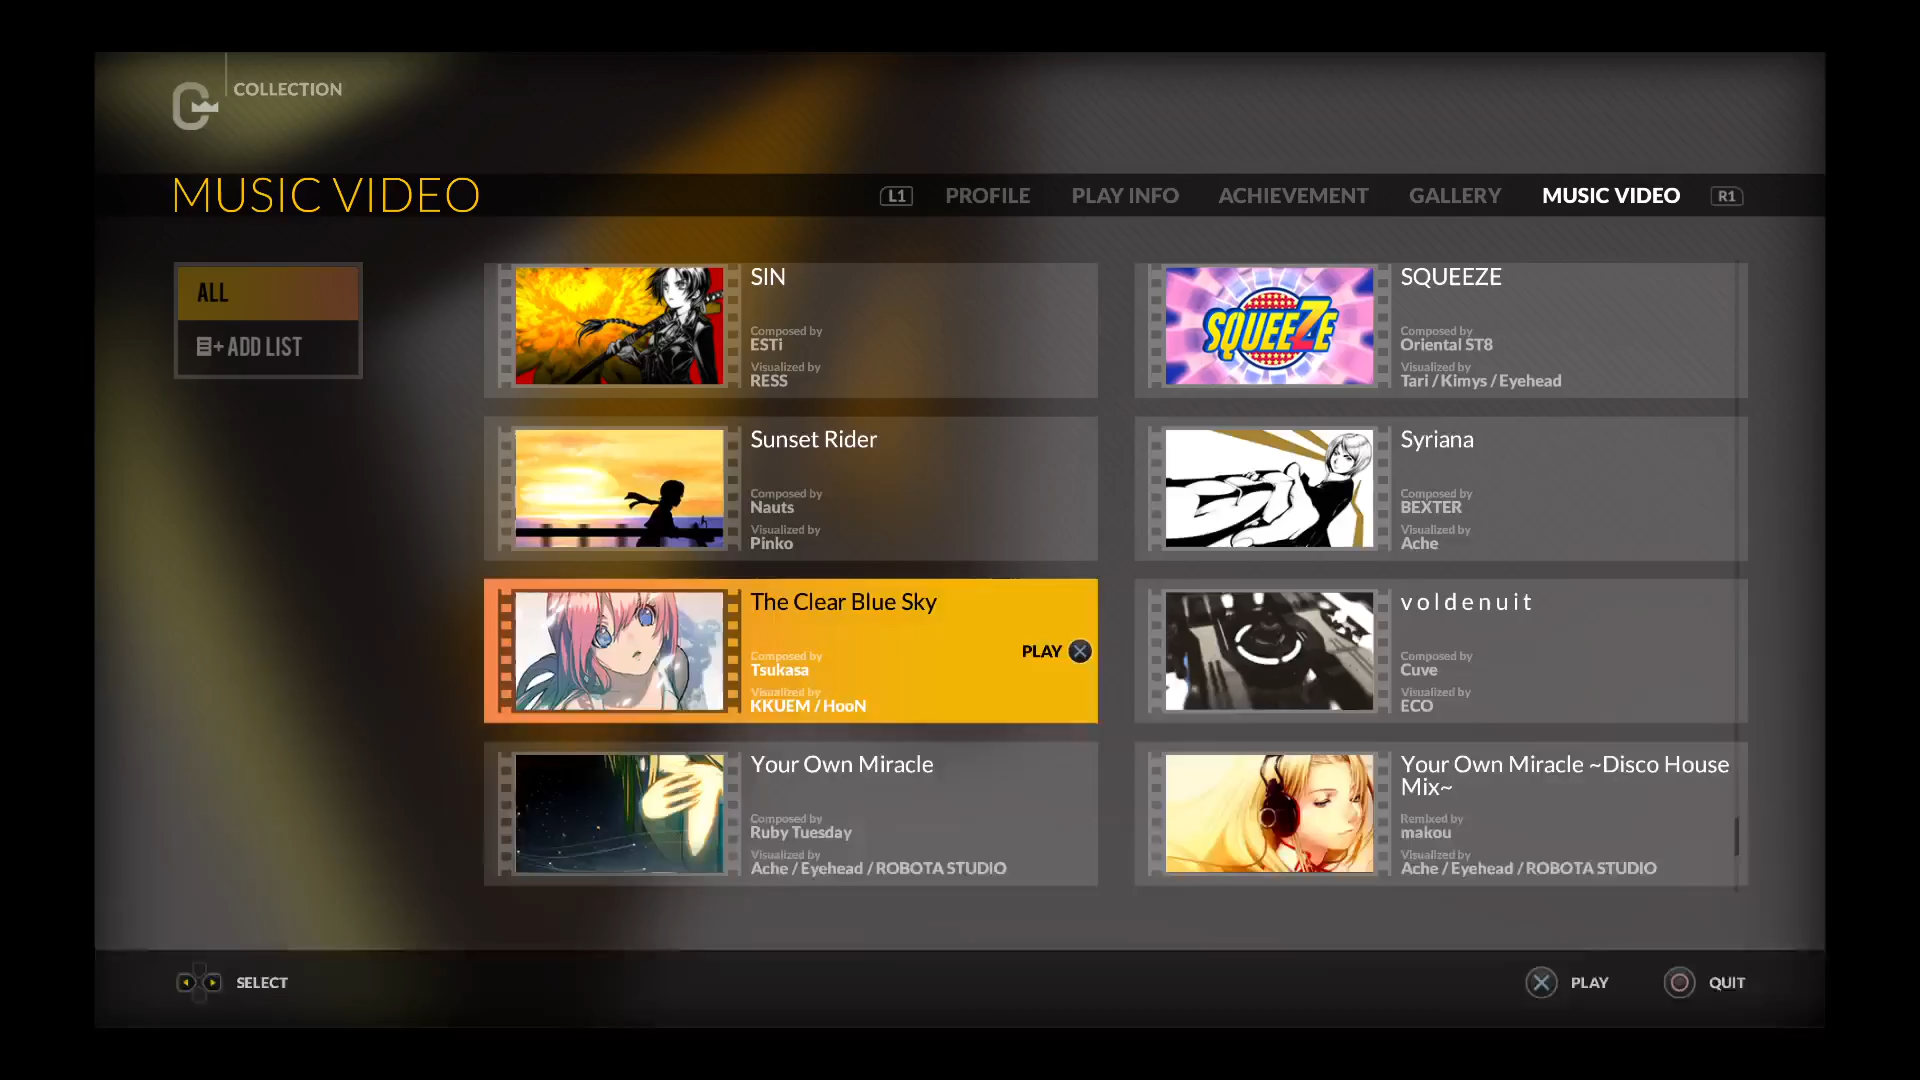 COLLECTION
MUSIC VIDEO
L1 PROFILE PLAY INFO ACHIEVEMENT GALLERY MUSIC VIDEO R1
ALL
+ ADD LIST
SIN
Composed by
ESTi
Visualized by
RESS
SQUEEZE
SQUEEZE
Composed by
Oriental ST8
Visualized by
Tari / Kimys / Eyehead
Sunset Rider
Composed by
Nauts
Visualized by
Pinko
Syriana
Composed by
BEXTER
Visualized by
Ache
The Clear Blue Sky
PLAY
Composed by
Tsukasa
Visualized by
KKUEM / HooN
voldenuit
Composed by
Cuve
Visualized by
ECO
Your Own Miracle
Composed by
Ruby Tuesday
Visualized by
Ache / Eyehead / ROBOTA STUDIO
Your Own Miracle ~Disco House
Mix~
Remixed by
makou
Visualized by
Ache / Eyehead / ROBOTA STUDIO
SELECT
PLAY
QUIT